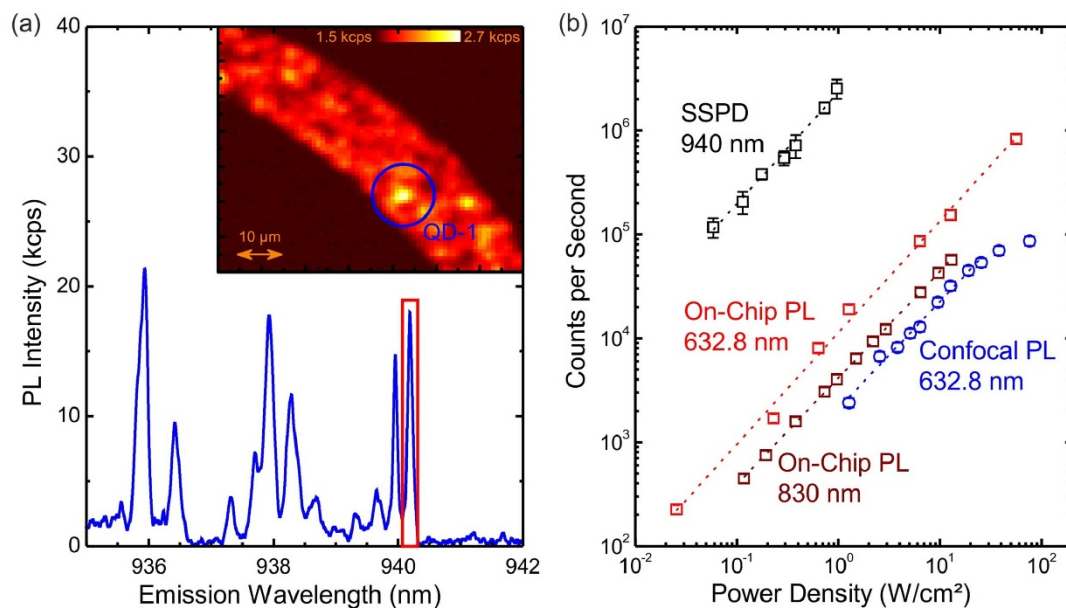 (a)
40
30
20
10
0
PL Intensity (kcps)
936
938
940
942
Emission Wavelength (nm)
1.5 kcps
2.7 kcps
QD-1
10 µm
(b)
10⁶
10⁵
10⁴
10³
10²
Counts per Second
10⁻²
10⁻¹
10⁰
10¹
10²
Power Density (W/cm²)
SSPD
940 nm
On-Chip PL
632.8 nm
Confocal PL
632.8 nm
On-Chip PL
830 nm